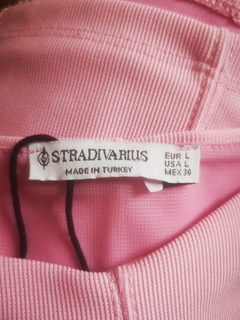 STRADIVARIUS
MADE IN TURKEY
EUR L
USA L
MEX 30